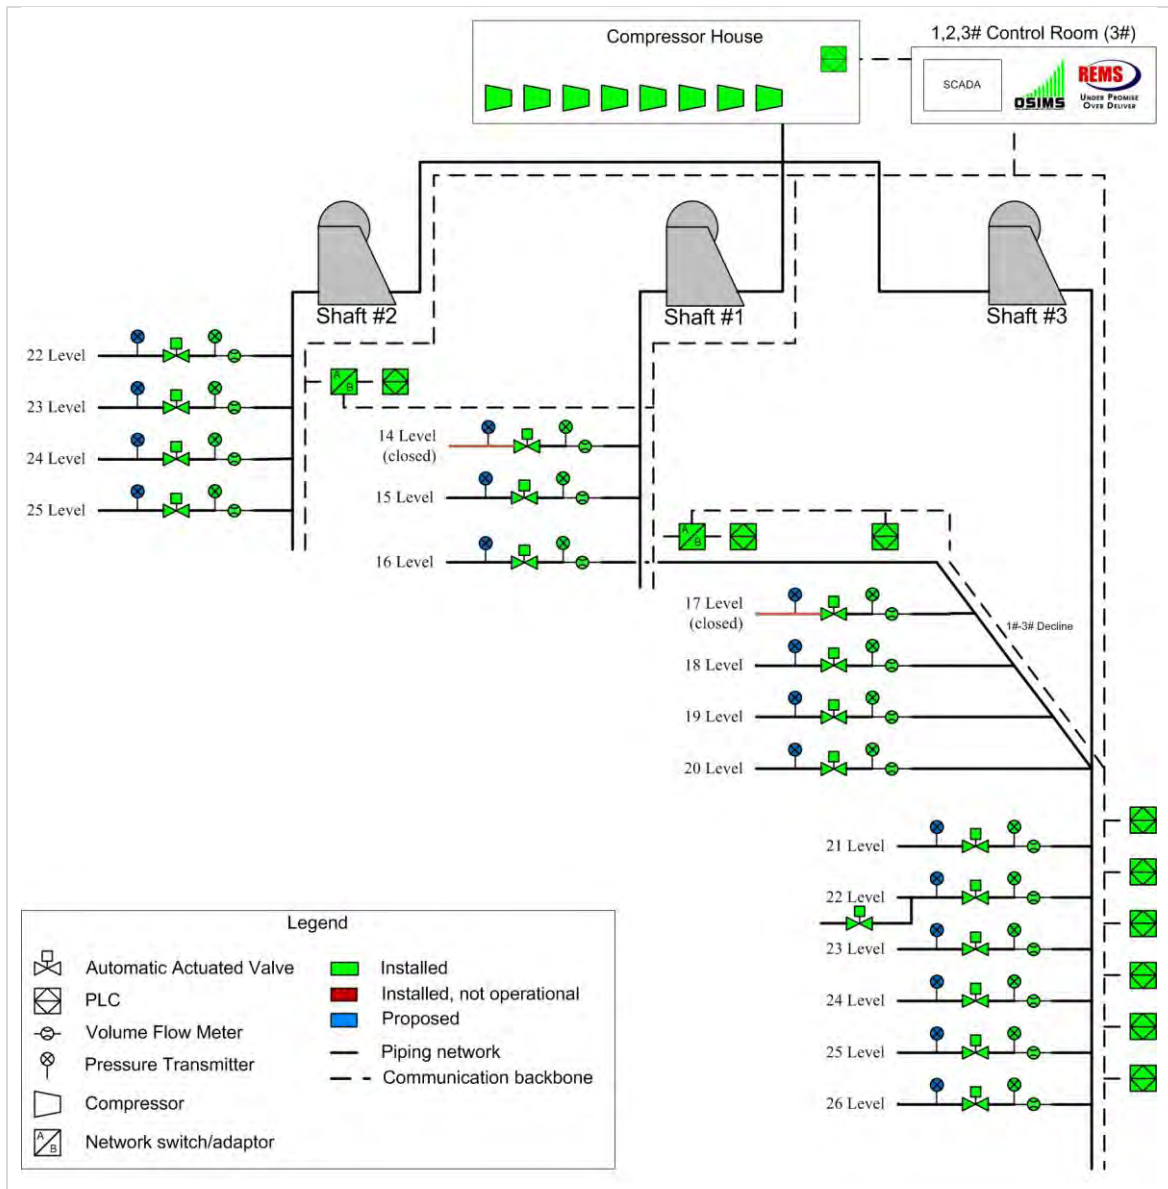 Compressor House
1,2,3# Control Room (3#)
SCADA
OSIMS
REMS
UNDER PROMISE
OVER DELIVER
Shaft #2
Shaft #1
Shaft #3
22 Level
23 Level
24 Level
25 Level
A
B
14 Level
(closed)
15 Level
16 Level
A
B
17 Level
(closed)
18 Level
19 Level
20 Level
1#-3# Decline
21 Level
22 Level
23 Level
24 Level
25 Level
26 Level
Legend
Automatic Actuated Valve
PLC
Volume Flow Meter
Pressure Transmitter
Compressor
A
B
Network switch/adaptor
Installed
Installed, not operational
Proposed
Piping network
Communication backbone